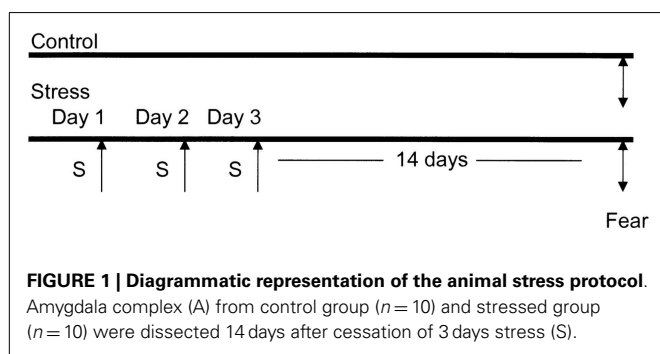 Control
Stress
Day 1 Day 2 Day 3
S S S 14 days
Fear
FIGURE 1 | Diagrammatic representation of the animal stress protocol.
Amygdala complex (A) from control group (n = 10) and stressed group
(n = 10) were dissected 14 days after cessation of 3 days stress (S).